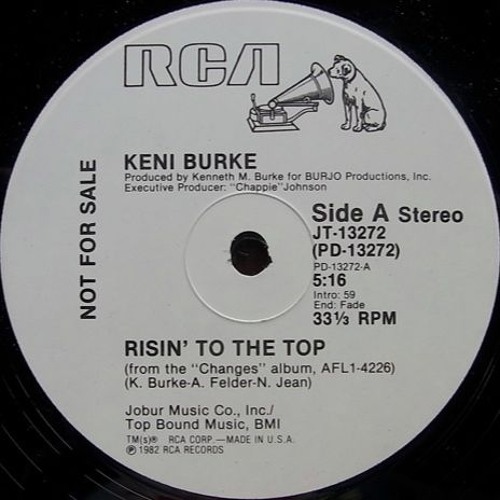 RCA
NOT FOR SALE
KENI BURKE
Produced by Kenneth M. Burke for BURJO Productions, Inc.
Executive Producer: "Chappie"Johnson
Side A Stereo
JT-13272
(PD-13272)
PD-13272-A
5:16
Intro: 59
End: Fade
33⅓ RPM
RISIN' TO THE TOP
(from the "Changes" album, AFL1-4226)
(K. Burke-A. Felder-N. Jean)
Jobur Music Co., Inc./
Top Bound Music, BMI
TM(s)® RCA CORP.—MADE IN U.S.A.
℗ 1982 RCA RECORDS